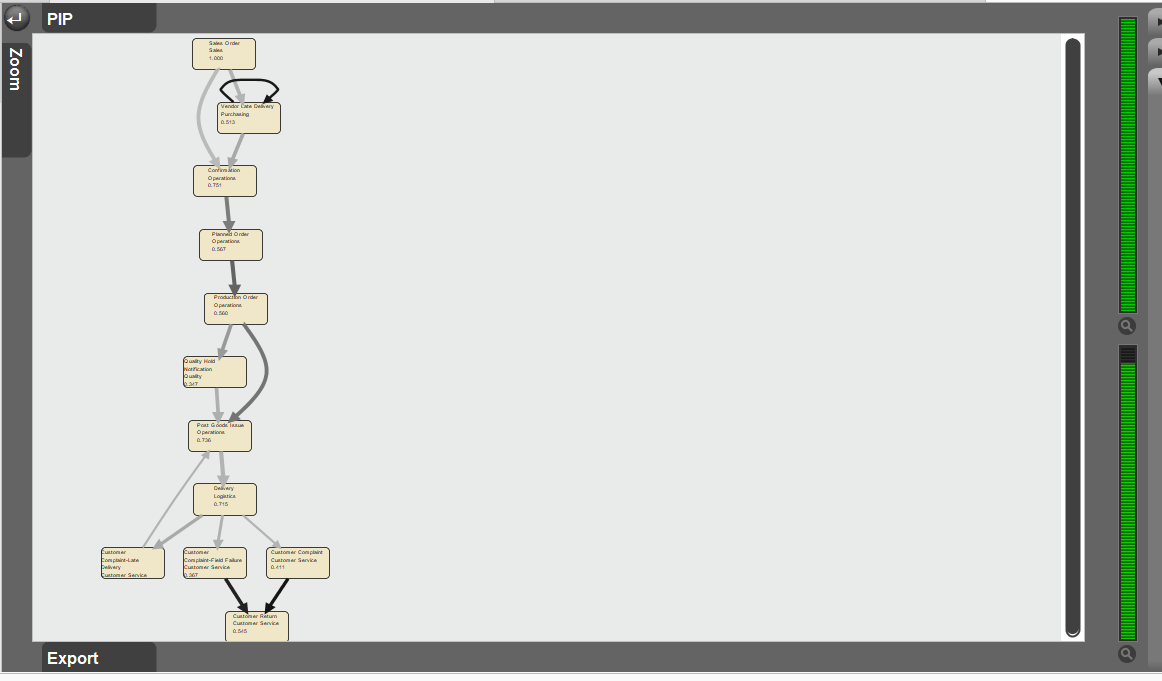 PIP
Zoom
Sales Order
Sales
1.000
Vendor Late Delivery
Purchasing
0.513
Confirmation
Operations
0.751
Planned Order
Operations
0.567
Production Order
Operations
0.560
Quality Hold
Notification
Quality
0.347
Post Goods Issue
Operations
0.736
Delivery
Logistics
0.715
Customer
Complaint-Late
Delivery
Customer Service
Customer
Complaint-Field Failure
Customer Service
0.367
Customer Complaint
Customer Service
0.411
Customer Return
Customer Service
0.545
Export